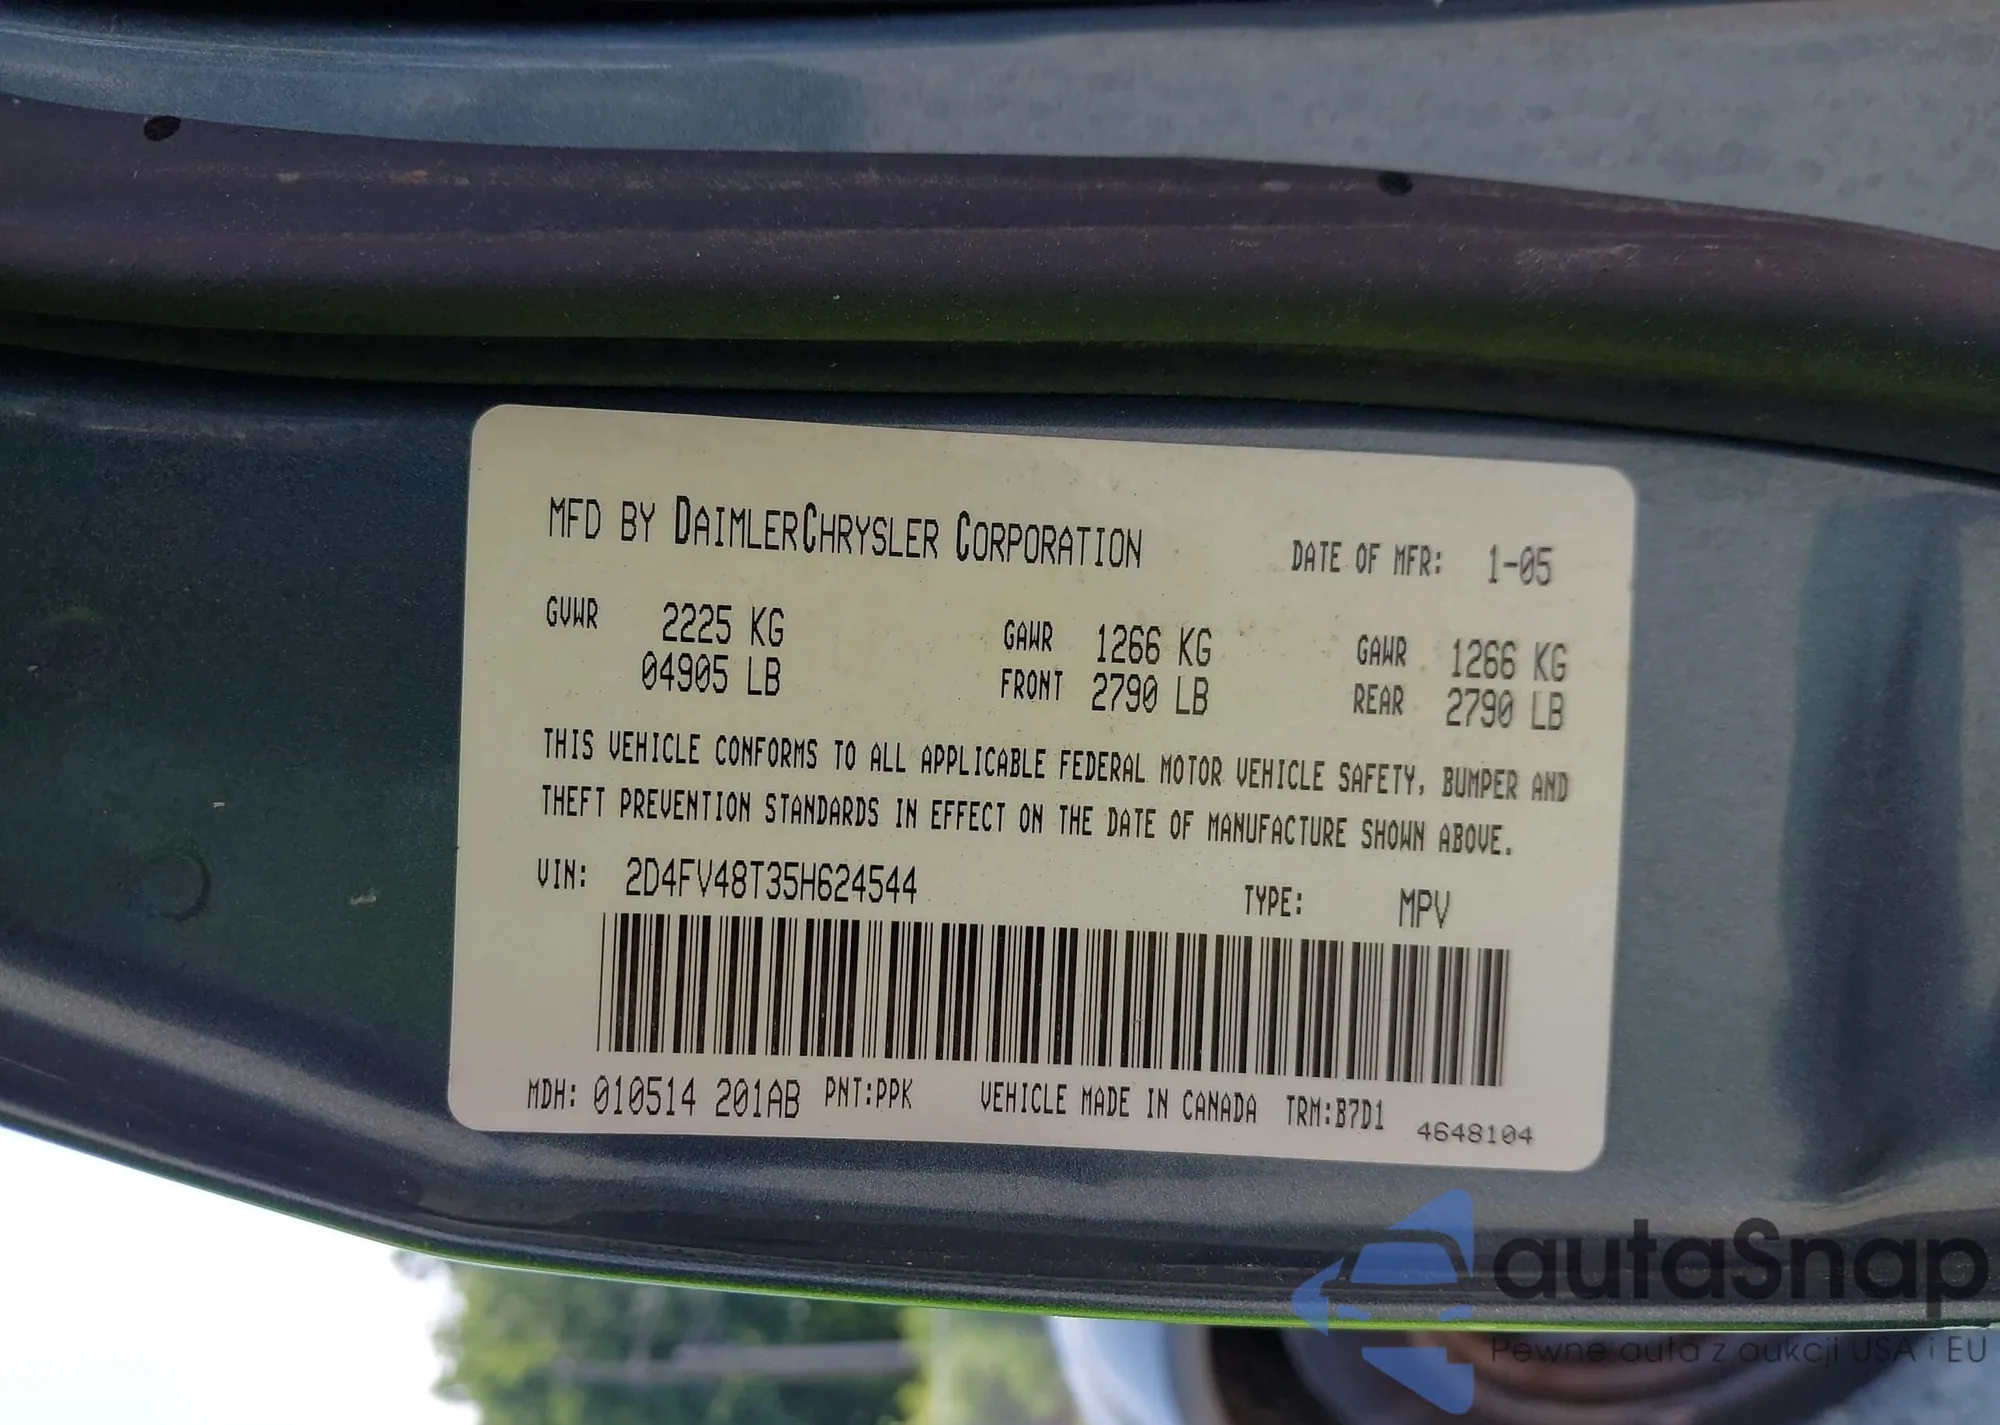 MFD BY DAIMLERCHRYSLER CORPORATION DATE OF MFR: 1-05
GVWR 2225 KG GAWR 1266 KG GAWR 1266 KG
04905 LB FRONT 2790 LB REAR 2790 LB
THIS VEHICLE CONFORMS TO ALL APPLICABLE FEDERAL MOTOR VEHICLE SAFETY, BUMPER AND
THEFT PREVENTION STANDARDS IN EFFECT ON THE DATE OF MANUFACTURE SHOWN ABOVE.
VIN: 2D4FV48T35H624544 TYPE: MPV
MDH: 010514 201AB PNT:PPK VEHICLE MADE IN CANADA TRM:B7D1 4648104
autaSnap
Pewne auta z aukcji USA i EU